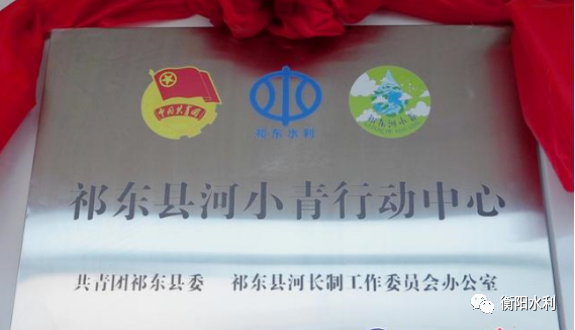 中国共青团
祁东水利
祁东河小青
祁东县河小青行动中心
共青团祁东县委 祁东县河长制工作委员会办公室
衡阳水利